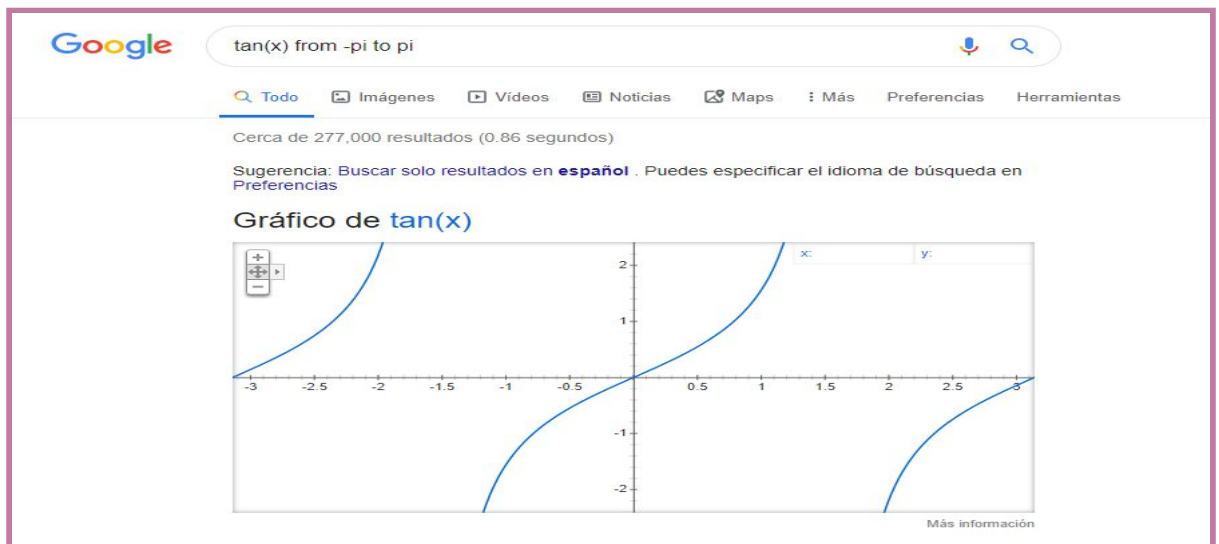 Google
tan(x) from -pi to pi
Todo Imágenes Vídeos Noticias Maps Más Preferencias Herramientas
Cerca de 277,000 resultados (0.86 segundos)
Sugerencia: Buscar solo resultados en español . Puedes especificar el idioma de búsqueda en
Preferencias
Gráfico de tan(x)
x: y:
2
1
-3 -2.5 -2 -1.5 -1 -0.5 0.5 1 1.5 2 2.5 3
-1
-2
Más información